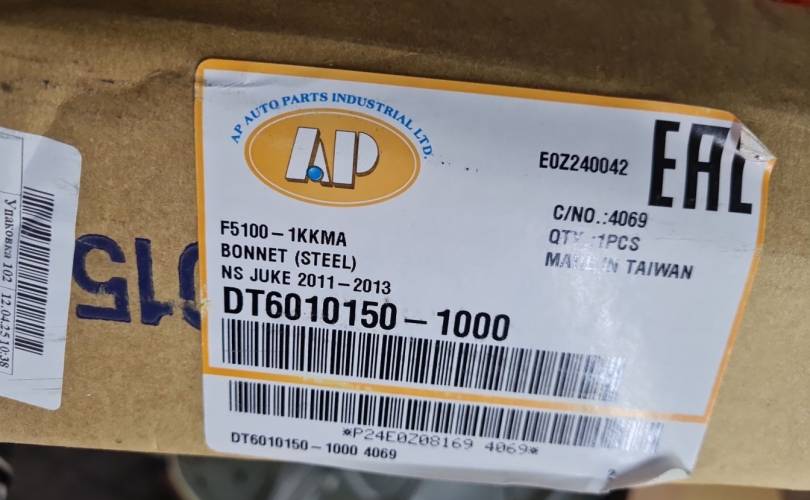 AP AUTO PARTS INDUSTRIAL LTD.
AP
E0Z240042
EAC
C/NO.:4069
QTY.:1PCS
MADE IN TAIWAN
F5100-1KKMA
BONNET (STEEL)
NS JUKE 2011-2013
DT6010150-1000
*P24E0Z08169 4069*
DT6010150-1000 4069
Упаковка 102
12.04.25 10:38
015